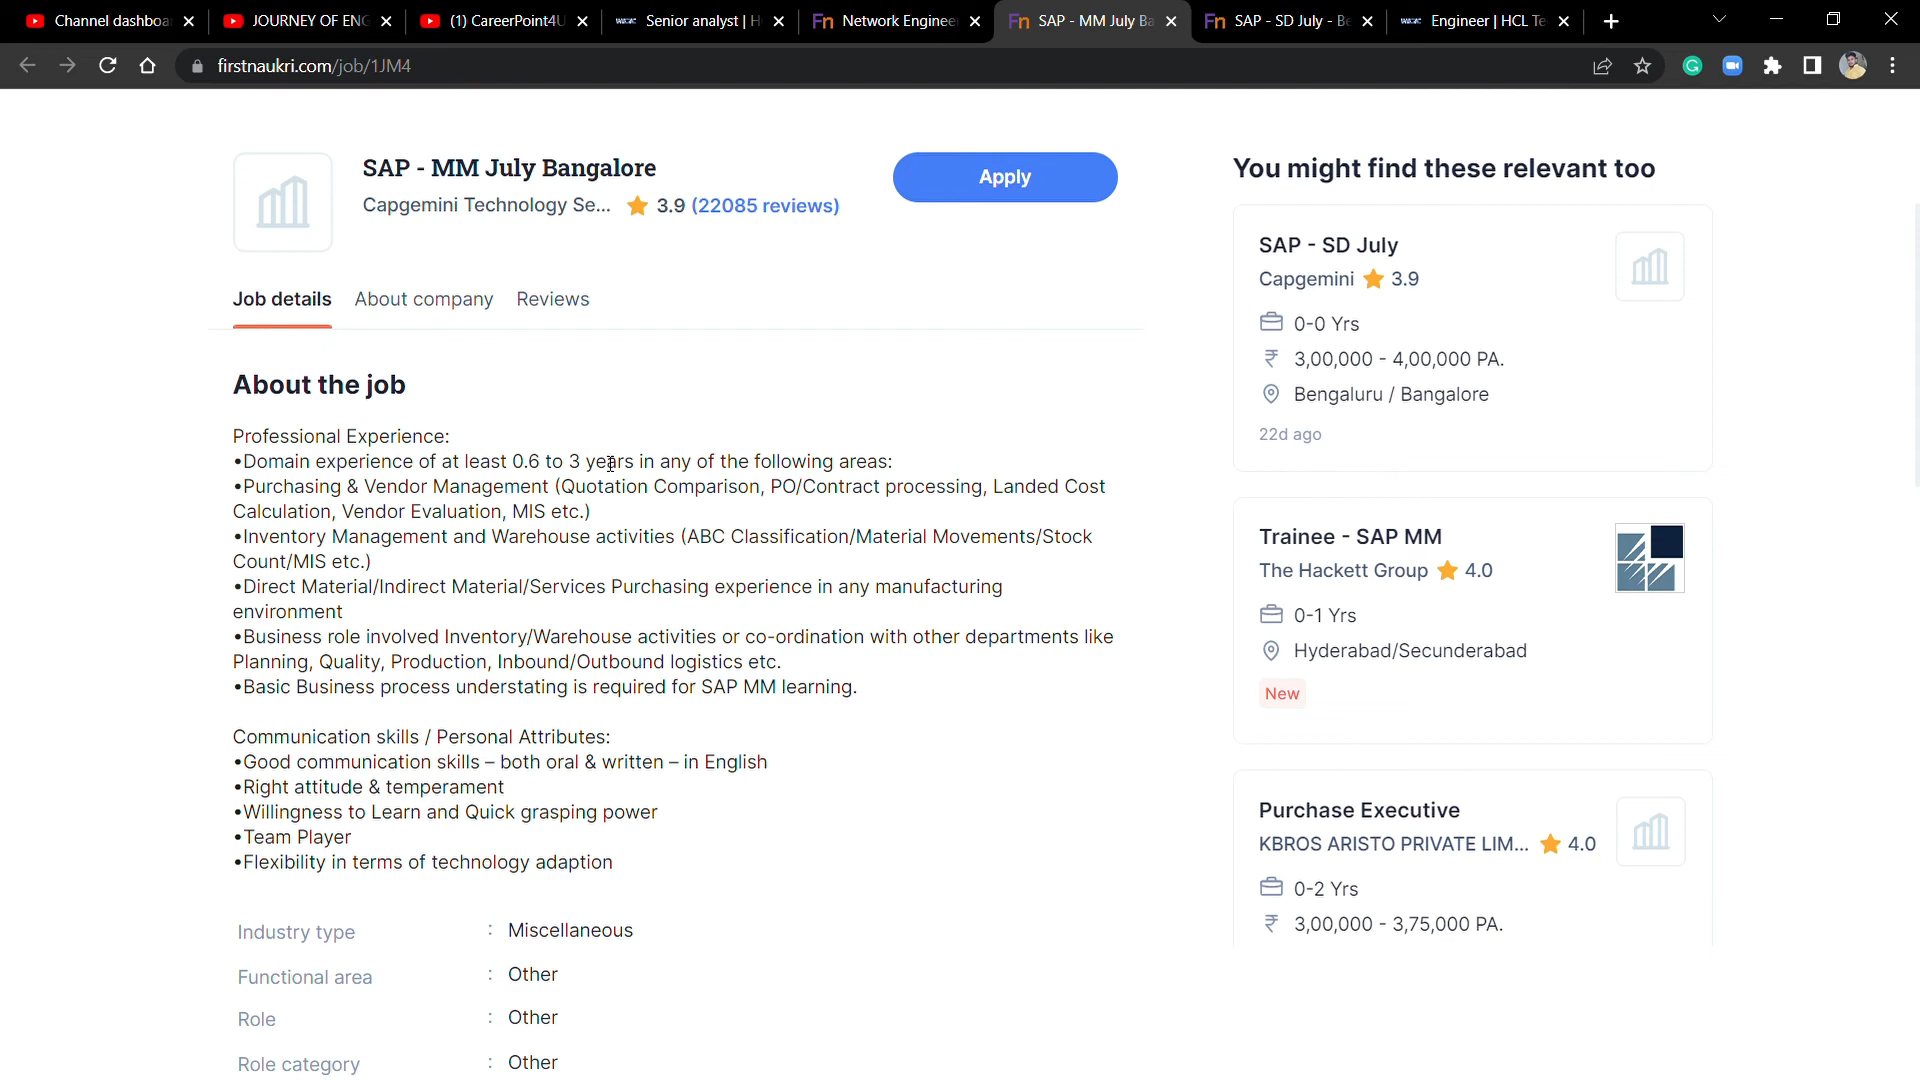 Channel dashboa
JOURNEY OF ENG
(1) CareerPoint4U
Senior analyst | H
Fn Network Enginee
Fn SAP - MM July Ba
Fn SAP - SD July - Be
Engineer | HCL Te
firstnaukri.com/job/1JM4
SAP - MM July Bangalore
Capgemini Technology Se... 3.9 (22085 reviews)
Apply
Job details About company Reviews
About the job
Professional Experience:
•Domain experience of at least 0.6 to 3 years in any of the following areas:
•Purchasing & Vendor Management (Quotation Comparison, PO/Contract processing, Landed Cost
Calculation, Vendor Evaluation, MIS etc.)
•Inventory Management and Warehouse activities (ABC Classification/Material Movements/Stock
Count/MIS etc.)
•Direct Material/Indirect Material/Services Purchasing experience in any manufacturing
environment
•Business role involved Inventory/Warehouse activities or co-ordination with other departments like
Planning, Quality, Production, Inbound/Outbound logistics etc.
•Basic Business process understating is required for SAP MM learning.
Communication skills / Personal Attributes:
•Good communication skills – both oral & written – in English
•Right attitude & temperament
•Willingness to Learn and Quick grasping power
•Team Player
•Flexibility in terms of technology adaption
Industry type : Miscellaneous
Functional area : Other
Role : Other
Role category : Other
You might find these relevant too
SAP - SD July
Capgemini 3.9
0-0 Yrs
₹ 3,00,000 - 4,00,000 PA.
Bengaluru / Bangalore
22d ago
Trainee - SAP MM
The Hackett Group 4.0
0-1 Yrs
Hyderabad/Secunderabad
New
Purchase Executive
KBROS ARISTO PRIVATE LIM... 4.0
0-2 Yrs
₹ 3,00,000 - 3,75,000 PA.